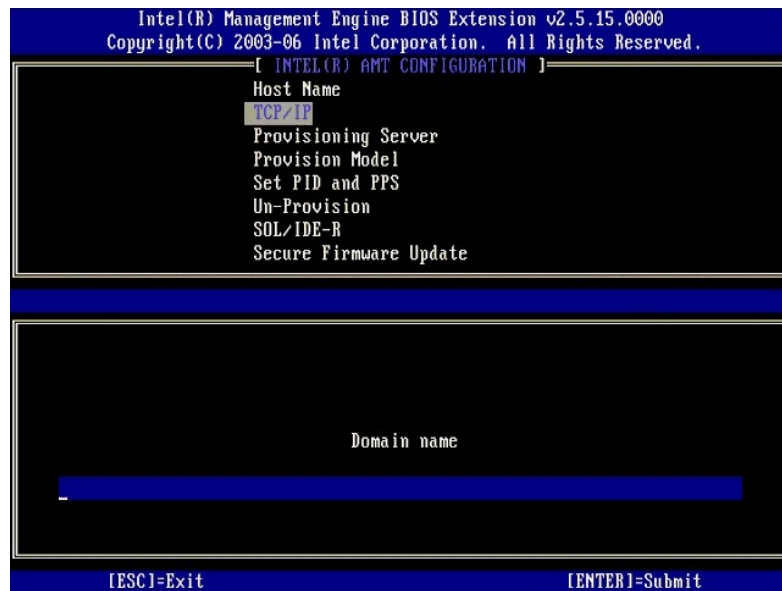 Intel(R) Management Engine BIOS Extension v2.5.15.0000
Copyright(C) 2003-06 Intel Corporation. All Rights Reserved.
[ INTEL(R) AMT CONFIGURATION ]
Host Name
TCP/IP
Provisioning Server
Provision Model
Set PID and PPS
Un-Provision
SOL/IDE-R
Secure Firmware Update
Domain name
[ESC]=Exit [ENTER]=Submit